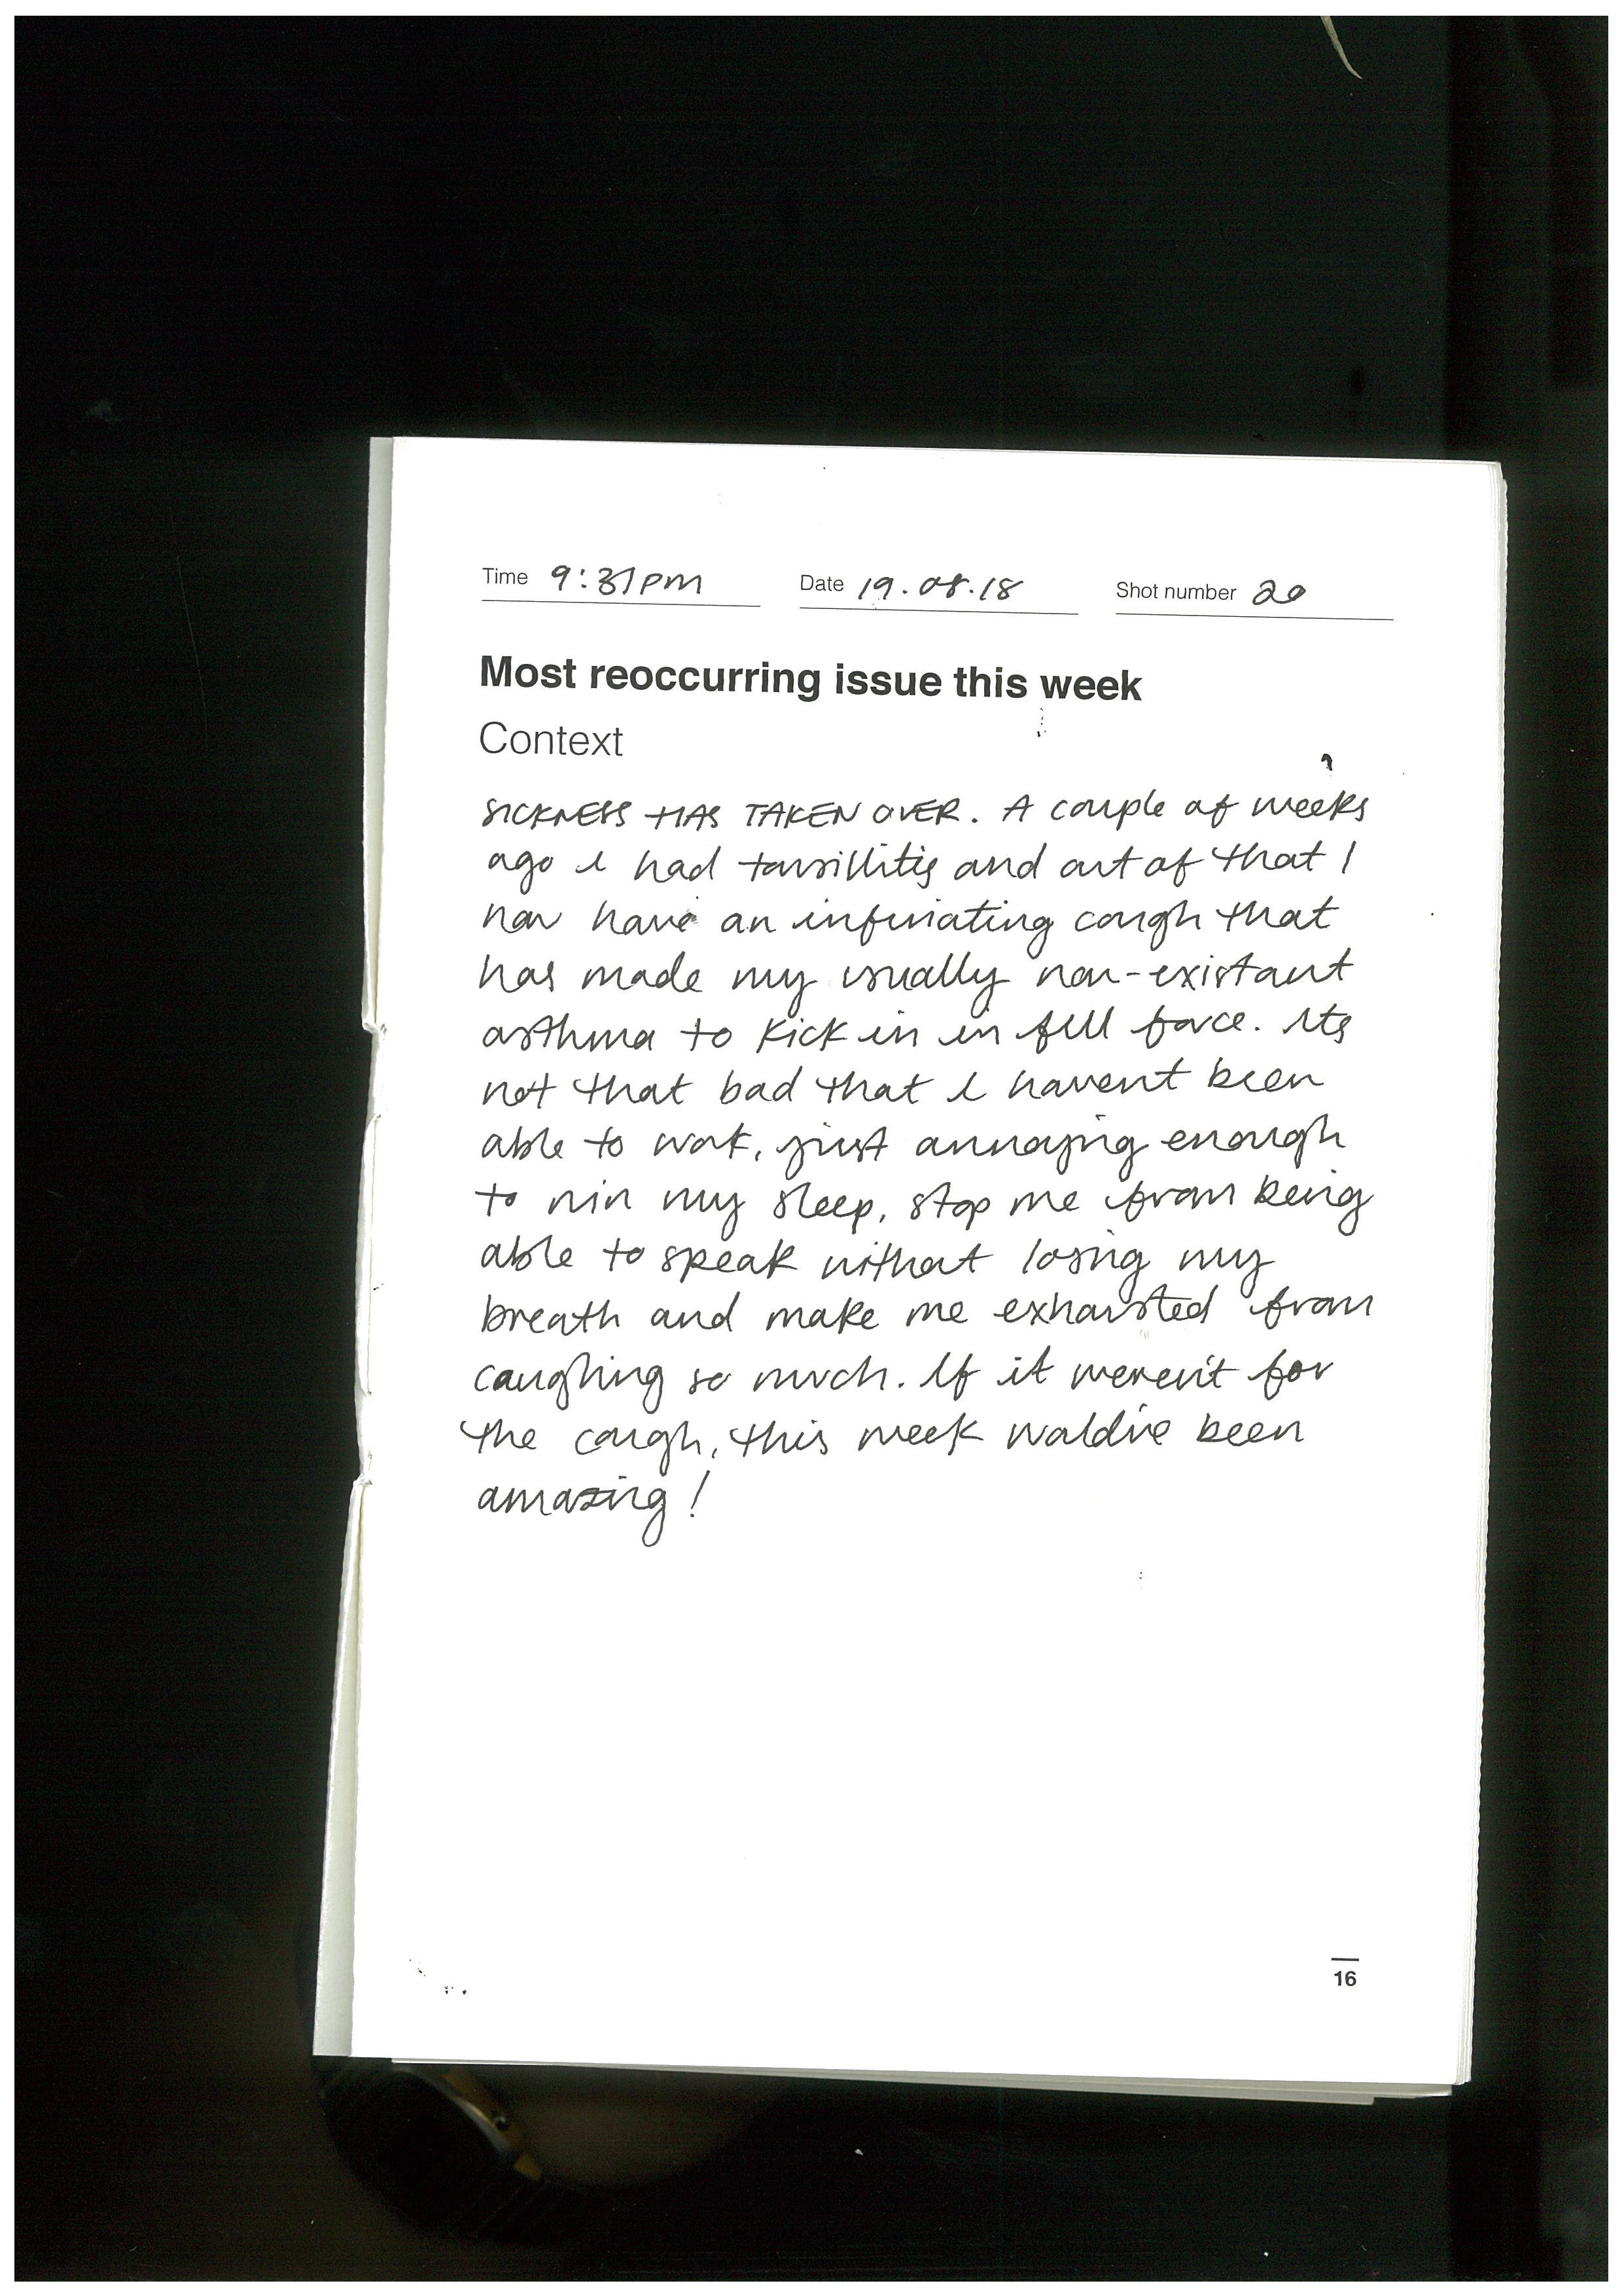 Time 9:31pm Date 19.08.18 Shot number 20
Most reoccurring issue this week
Context
SICKNESS HAS TAKEN OVER. A couple of weeks
ago i had tonsillitis and out of that I
now have an infuriating cough that
has made my usually non-existant
asthma to kick in in full force. Its
not that bad that i havent been
able to work, just annoying enough
to ruin my sleep, stop me from being
able to speak without losing my
breath and make me exhausted from
coughing so much. If it weren't for
the cough, this week would've been
amazing!
16